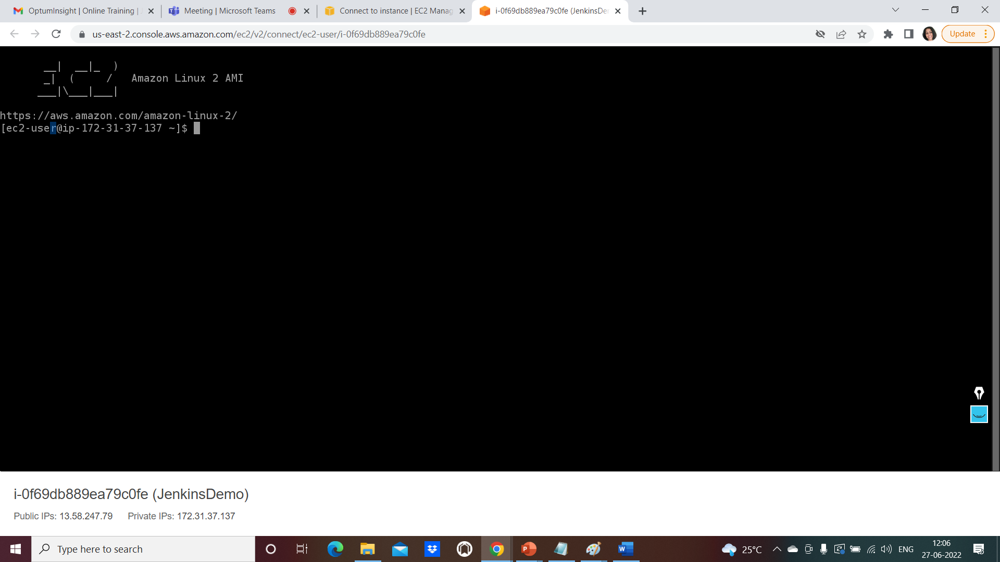 OptumInsight | Online Training |
Meeting | Microsoft Teams
Connect to instance | EC2 Manag
i-0f69db889ea79c0fe (JenkinsDe
us-east-2.console.aws.amazon.com/ec2/v2/connect/ec2-user/i-0f69db889ea79c0fe
Update
__|  __|_  )
_|  (     /   Amazon Linux 2 AMI
___|\___|___|
https://aws.amazon.com/amazon-linux-2/
[ec2-user@ip-172-31-37-137 ~]$
i-0f69db889ea79c0fe (JenkinsDemo)
Public IPs: 13.58.247.79 Private IPs: 172.31.37.137
Type here to search
25°C
ENG
12:06
27-06-2022